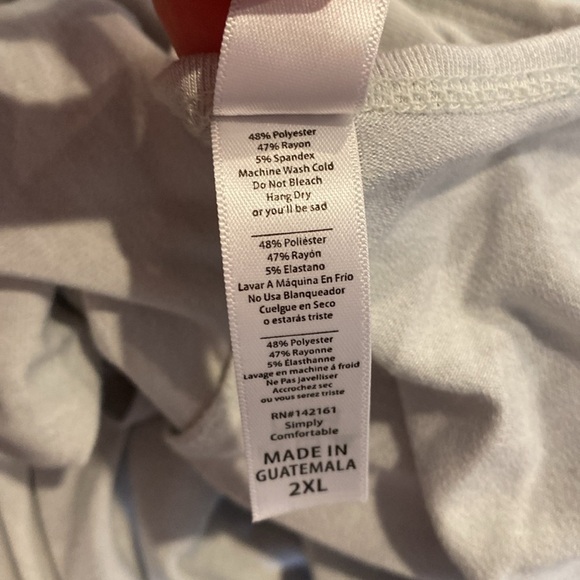 48% Polyester
47% Rayon
5% Spandex
Machine Wash Cold
Do Not Bleach
Hang Dry
or you'll be sad
48% Poliéster
47% Rayón
5% Elastano
Lavar A Máquina En Frio
No Usa Blanqueador
Cuelgue en Seco
o estarás triste
48% Polyester
47% Rayonne
5% Élasthanne
Lavage en machine á froid
Ne Pas Javelliser
Accrochez sec
ou vous serez triste
RN#142161
Simply
Comfortable
MADE IN
GUATEMALA
2XL